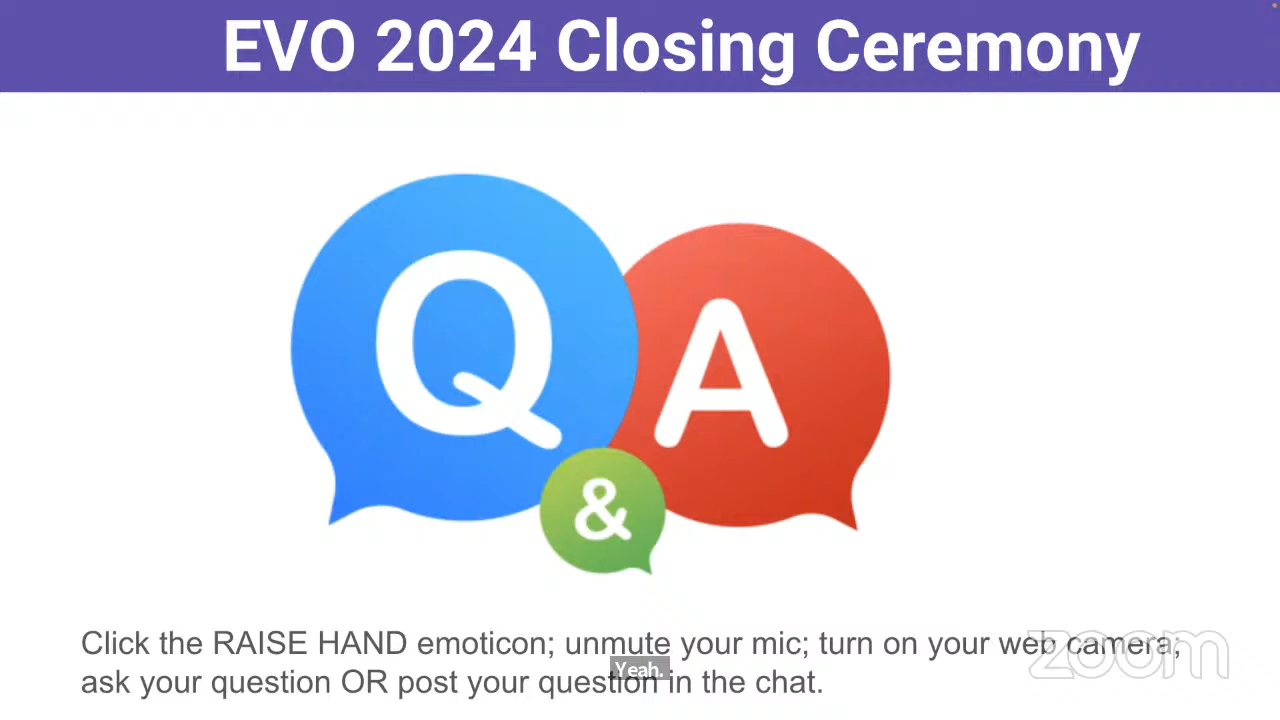 EVO 2024 Closing Ceremony
Q & A
Click the RAISE HAND emoticon; unmute your mic; turn on your web camera;
ask your question OR post your question in the chat.
Yeah.
zoom